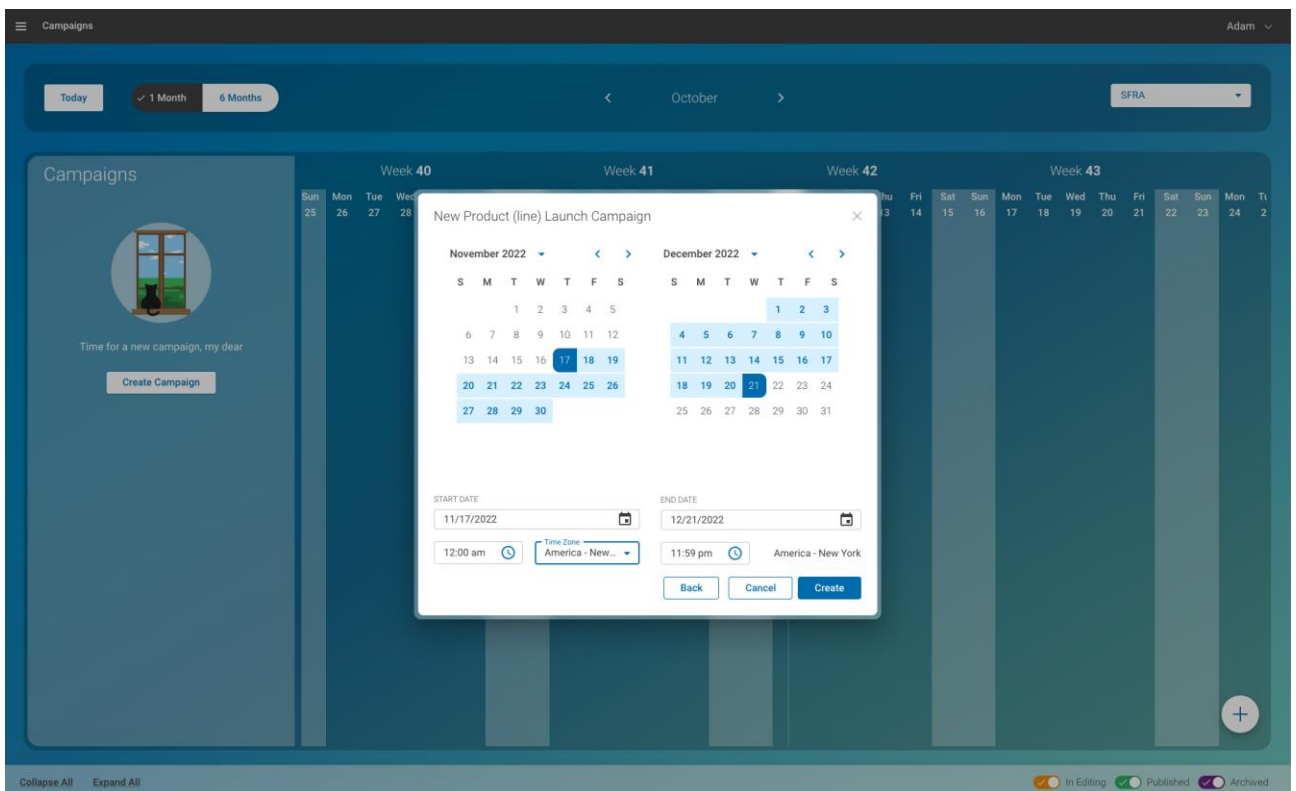 Campaigns
Adam
Today
1 Month
6 Months
October
SFRA
Campaigns
Week 40
Week 41
Week 42
Week 43
Sun Mon Tue Wed Fri Sat Sun Mon Tue Wed Thu Fri Sat Sun Mon
25 26 27 28 13 14 15 16 17 18 19 20 21 22 23 24 2
Time for a new campaign, my dear
Create Campaign
New Product (line) Launch Campaign
November 2022
S M T W T F S
1 2 3 4 5
6 7 8 9 10 11 12
13 14 15 16 17 18 19
20 21 22 23 24 25 26
27 28 29 30
December 2022
S M T W T F S
1 2 3
4 5 6 7 8 9 10
11 12 13 14 15 16 17
18 19 20 21 22 23 24
25 26 27 28 29 30 31
START DATE
11/17/2022
12:00 am
Time Zone
America - New...
END DATE
12/21/2022
11:59 pm
America - New York
Back
Cancel
Create
Collapse All
Expand All
In Editing
Published
Archived